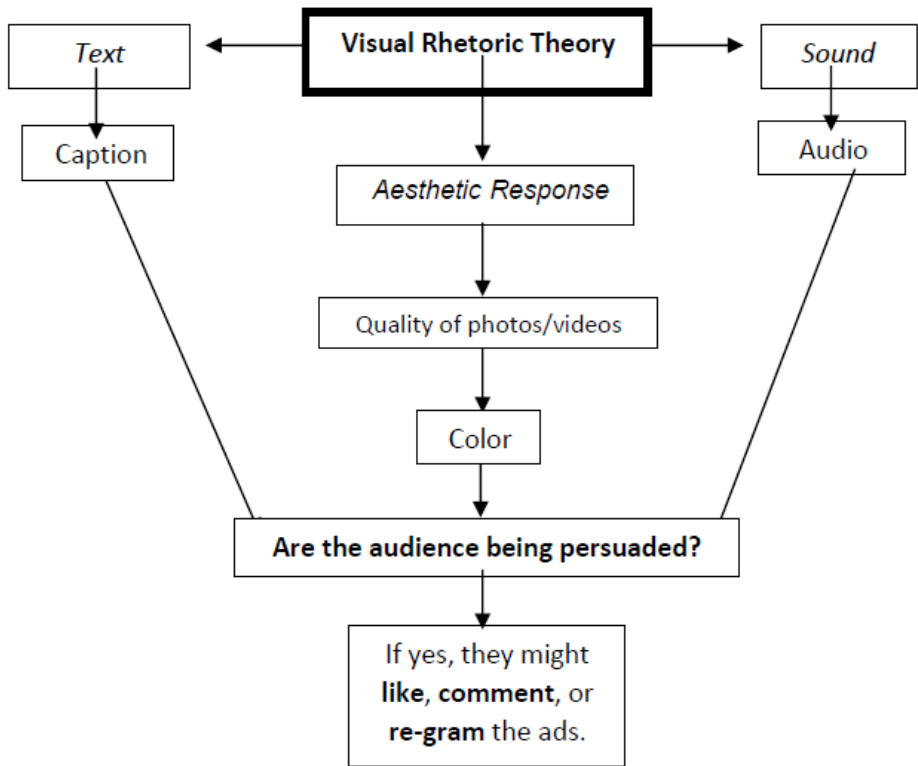 Visual Rhetoric Theory
Text
Sound
Caption
Audio
Aesthetic Response
Quality of photos/videos
Color
Are the audience being persuaded?
If yes, they might
like, comment, or
re-gram the ads.